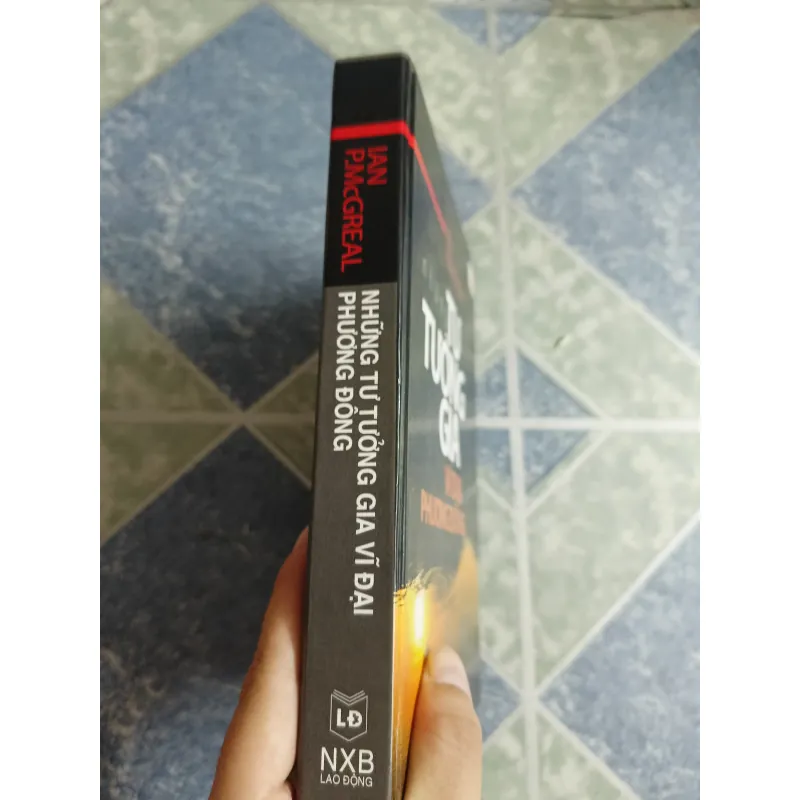 IAN
P.McGREAL
NHỮNG TƯ TƯỞNG GIA VĨ ĐẠI
PHƯƠNG ĐÔNG
LĐ
NXB
LAO ĐỘNG
TƯ
TƯỞNG
GIA